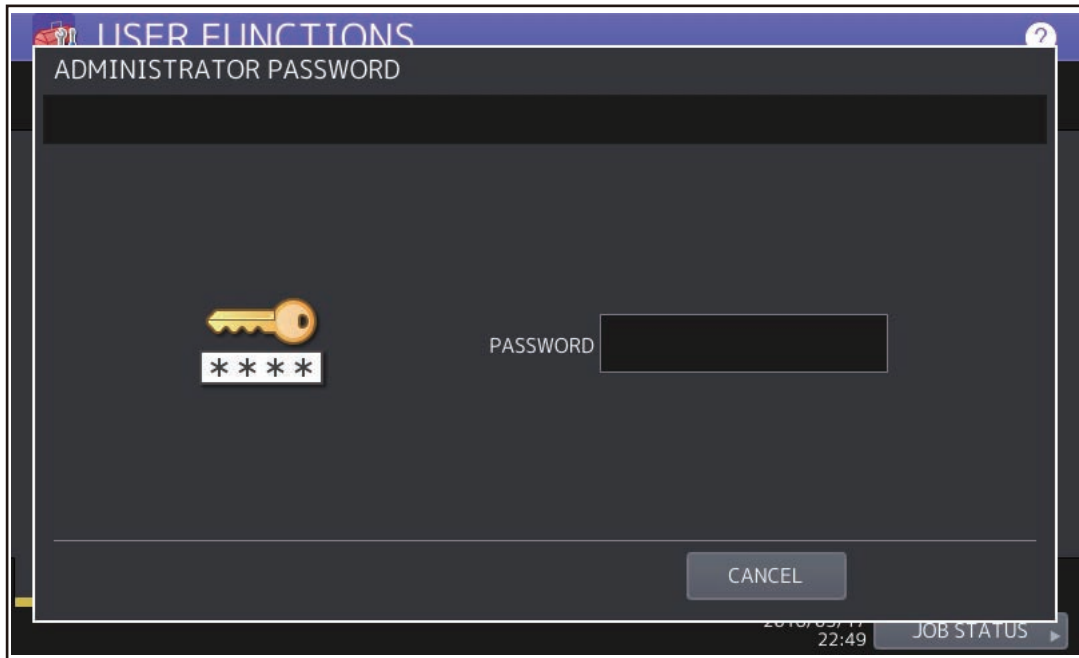 USER FUNCTIONS
?
ADMINISTRATOR PASSWORD
* * * *
PASSWORD
CANCEL
22:49
JOB STATUS